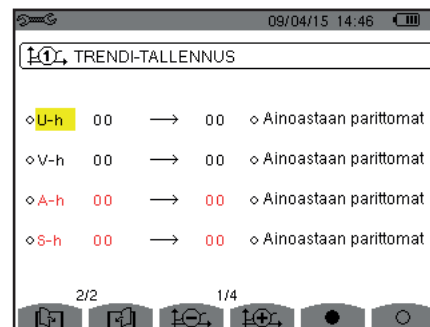 09/04/15 14:46
1 TRENDI-TALLENNUS
U-h 00 → 00 Ainoastaan parittomat
V-h 00 → 00 Ainoastaan parittomat
A-h 00 → 00 Ainoastaan parittomat
S-h 00 → 00 Ainoastaan parittomat
2/2 1/4